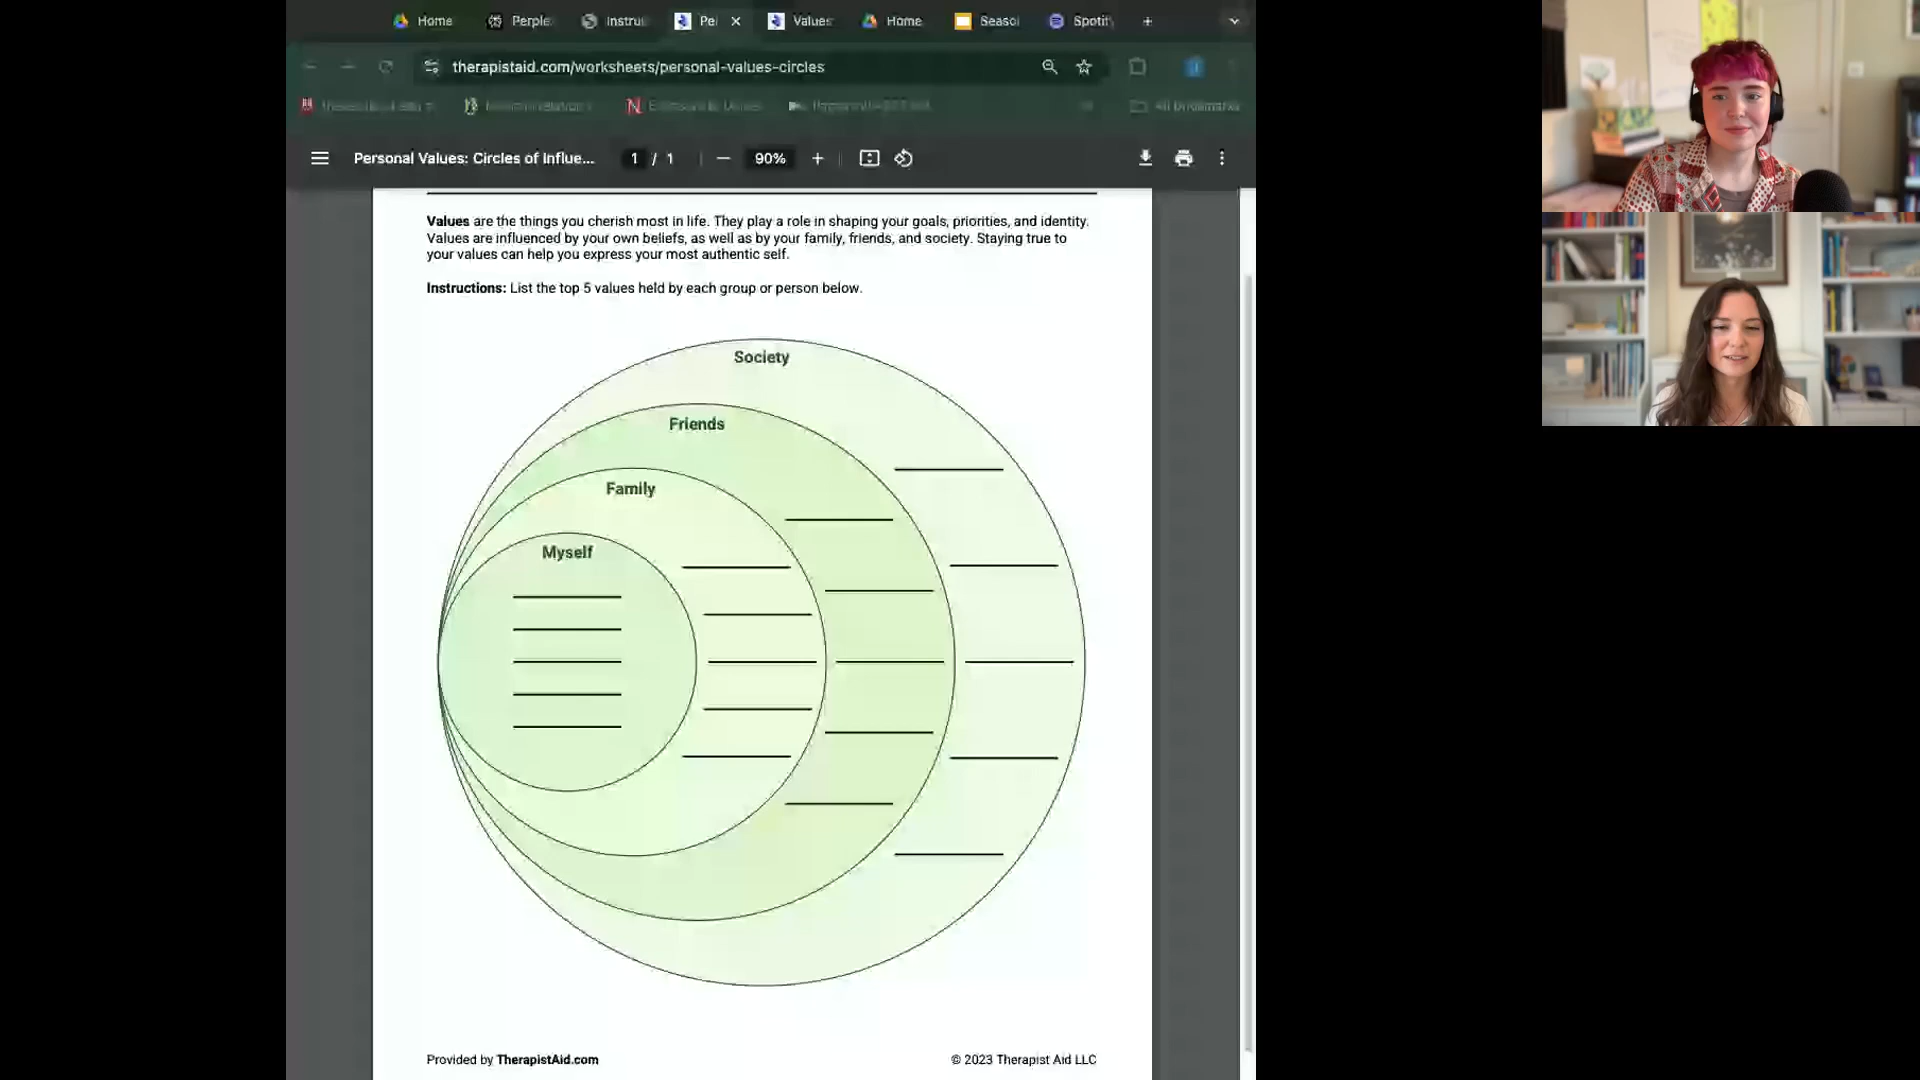 Home
Perple
Instru
Pe
Values
Home
Seaso
Spotif
therapistaid.com/worksheets/personal-values-circles
All Bookmarks
Personal Values: Circles of Influe...
1 / 1
90%
Values are the things you cherish most in life. They play a role in shaping your goals, priorities, and identity.
Values are influenced by your own beliefs, as well as by your family, friends, and society. Staying true to
your values can help you express your most authentic self.
Instructions: List the top 5 values held by each group or person below.
Society
Friends
Family
Myself
Provided by TherapistAid.com
© 2023 Therapist Aid LLC